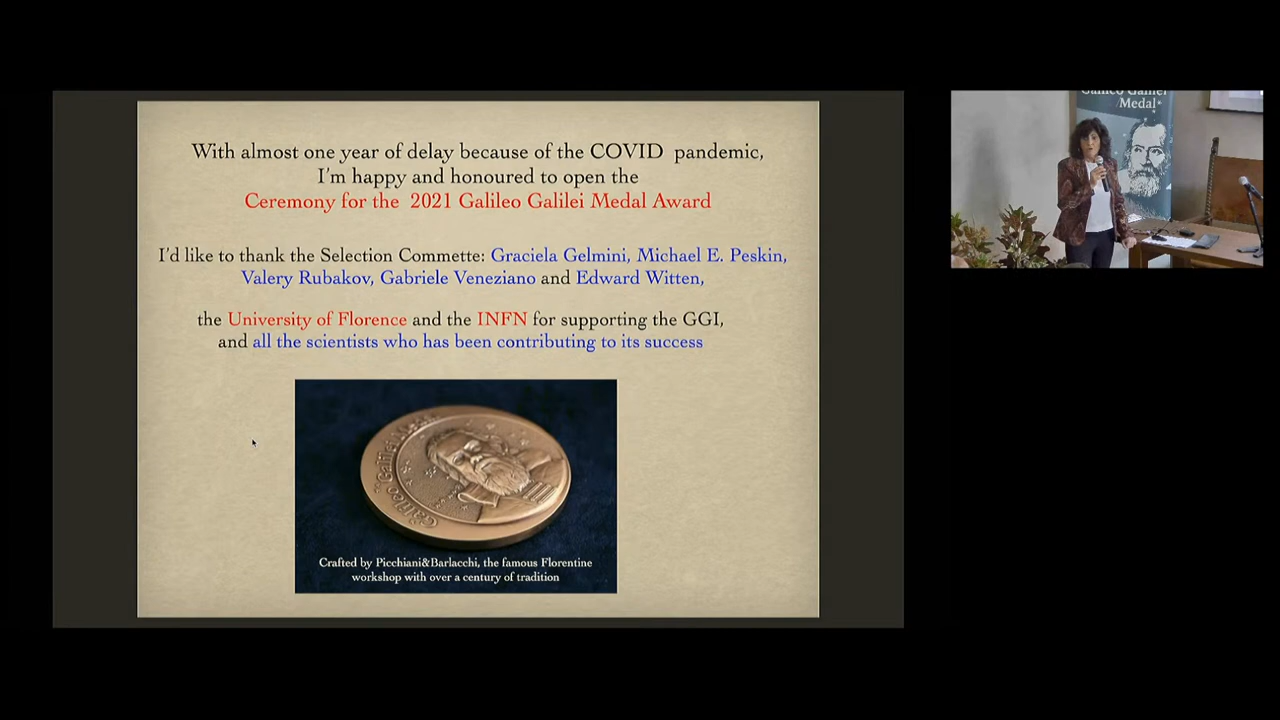 With almost one year of delay because of the COVID pandemic,
I'm happy and honoured to open the
Ceremony for the 2021 Galileo Galilei Medal Award
I'd like to thank the Selection Commette: Graciela Gelmini, Michael E. Peskin,
Valery Rubakov, Gabriele Veneziano and Edward Witten,
the University of Florence and the INFN for supporting the GGI,
and all the scientists who has been contributing to its success
Galileo Galilei Medal
Crafted by Picchiani&Barlacchi, the famous Florentine
workshop with over a century of tradition
Galileo Galilei
Medal